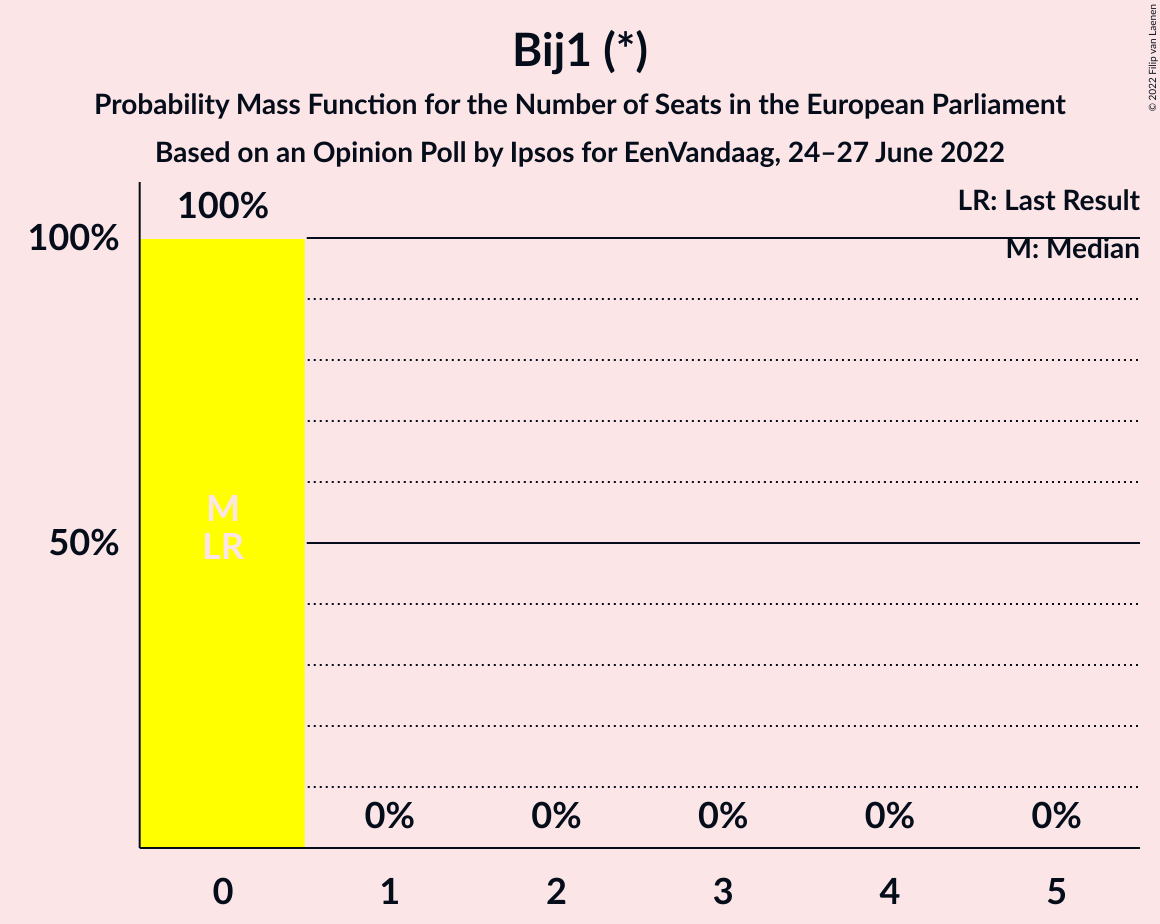 Bij1 (*)
Probability Mass Function for the Number of Seats in the European Parliament
Based on an Opinion Poll by Ipsos for EenVandaag, 24–27 June 2022
© 2022 Filip van Laenen
LR: Last Result
M: Median
100%
100%
50%
M
LR
0% 0% 0% 0% 0%
0 1 2 3 4 5